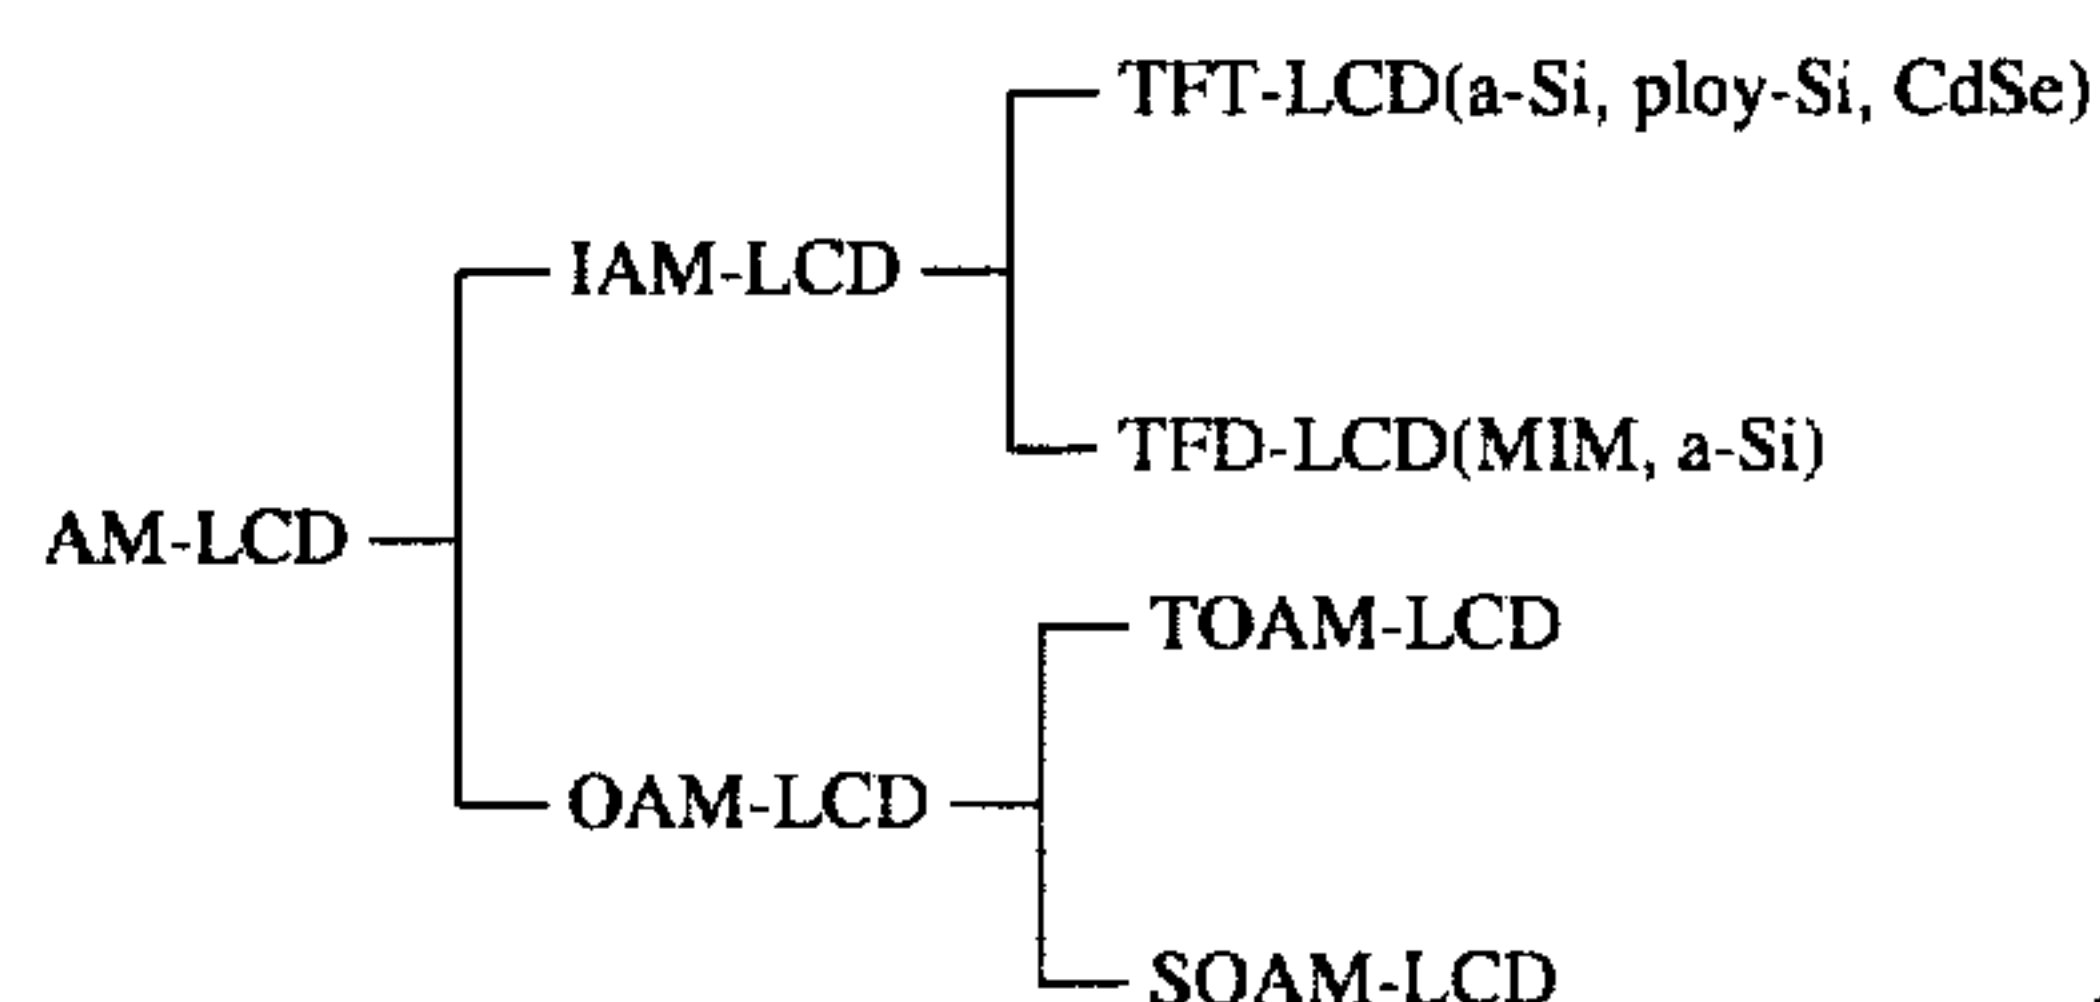 TFT-LCD(a-Si, ploy-Si, CdSe)
IAM-LCD
TFD-LCD(MIM, a-Si)
AM-LCD
TOAM-LCD
OAM-LCD
SOAM-LCD